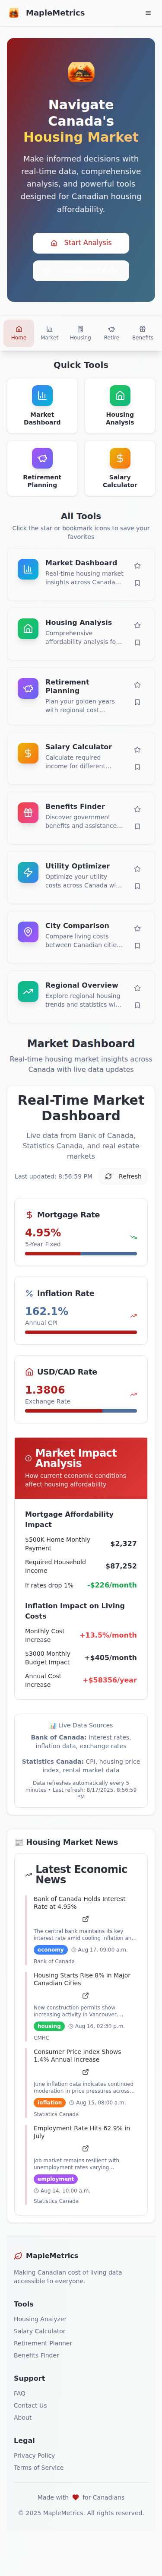 MapleMetrics
Navigate
Canada's
Housing Market
Make informed decisions with
real-time data, comprehensive
analysis, and powerful tools
designed for Canadian housing
affordability.
Start Analysis
Home
Market
Housing
Retire
Benefits
Quick Tools
Market
Dashboard
Housing
Analysis
Retirement
Planning
Salary
Calculator
All Tools
Click the star or bookmark icons to save your
favorites
Market Dashboard
Real-time housing market
insights across Canada...
Housing Analysis
Comprehensive
affordability analysis fo...
Retirement
Planning
Plan your golden years
with regional cost...
Salary Calculator
Calculate required
income for different...
Benefits Finder
Discover government
benefits and assistance...
Utility Optimizer
Optimize your utility
costs across Canada wi...
City Comparison
Compare living costs
between Canadian citie...
Regional Overview
Explore regional housing
trends and statistics wi...
Market Dashboard
Real-time housing market insights across
Canada with live data updates
Real-Time Market
Dashboard
Live data from Bank of Canada,
Statistics Canada, and real estate
markets
Last updated: 8:56:59 PM
Refresh
Mortgage Rate
4.95%
5-Year Fixed
Inflation Rate
162.1%
Annual CPI
USD/CAD Rate
1.3806
Exchange Rate
Market Impact
Analysis
How current economic conditions
affect housing affordability
Mortgage Affordability
Impact
$500K Home Monthly
Payment
$2,327
Required Household
Income
$87,252
If rates drop 1%
-$226/month
Inflation Impact on Living
Costs
Monthly Cost
Increase
+13.5%/month
$3000 Monthly
Budget Impact
+$405/month
Annual Cost
Increase
+$58356/year
📊 Live Data Sources
Bank of Canada: Interest rates,
inflation data, exchange rates
Statistics Canada: CPI, housing price
index, rental market data
Data refreshes automatically every 5
minutes • Last refresh: 8/17/2025, 8:56:59
PM
📰 Housing Market News
Latest Economic
News
Bank of Canada Holds Interest
Rate at 4.95%
The central bank maintains its key
interest rate amid cooling inflation an...
economy
Aug 17, 09:00 a.m.
Bank of Canada
Housing Starts Rise 8% in Major
Canadian Cities
New construction permits show
increasing activity in Vancouver,...
housing
Aug 16, 02:30 p.m.
CMHC
Consumer Price Index Shows
1.4% Annual Increase
June inflation data indicates continued
moderation in price pressures across...
inflation
Aug 15, 08:00 a.m.
Statistics Canada
Employment Rate Hits 62.9% in
July
Job market remains resilient with
unemployment rates varying...
employment
Aug 14, 10:00 a.m.
Statistics Canada
MapleMetrics
Making Canadian cost of living data
accessible to everyone.
Tools
Housing Analyzer
Salary Calculator
Retirement Planner
Benefits Finder
Support
FAQ
Contact Us
About
Legal
Privacy Policy
Terms of Service
Made with ❤ for Canadians
© 2025 MapleMetrics. All rights reserved.